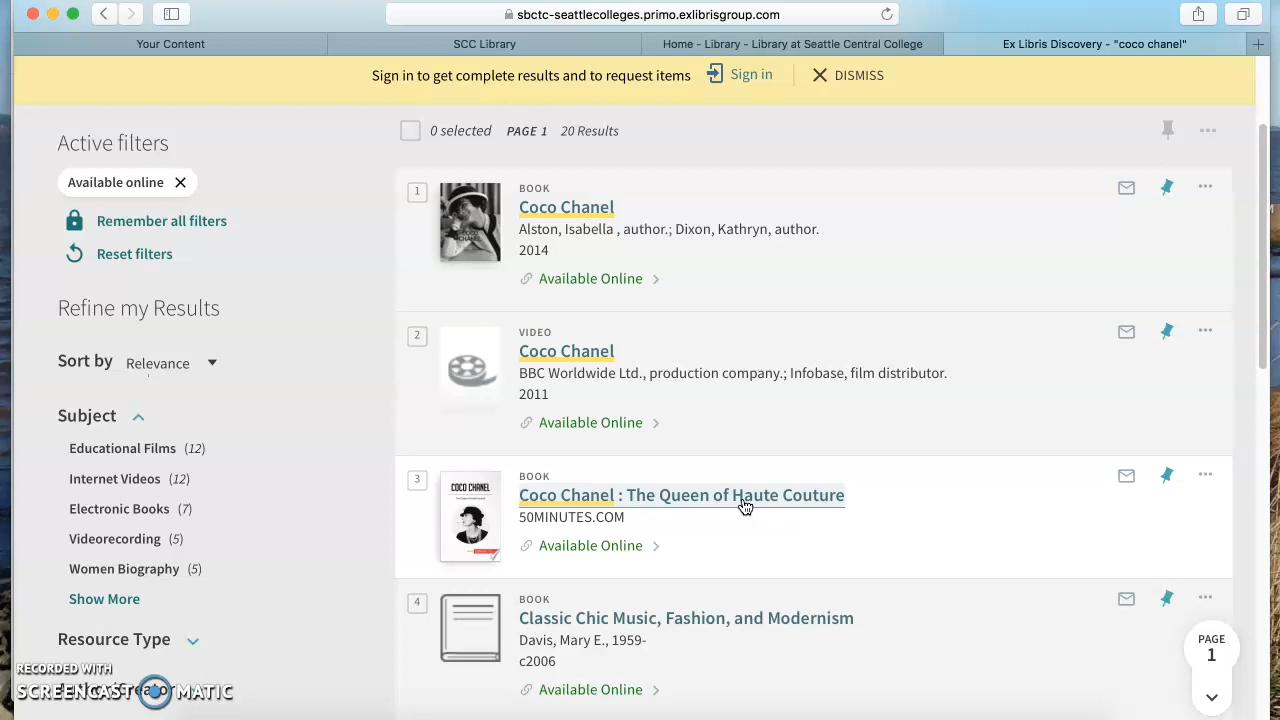 sbctc-seattlecolleges.primo.exlibrisgroup.com
Your Content
SCC Library
Home - Library - Library at Seattle Central College
Ex Libris Discovery - "coco chanel"
Sign in to get complete results and to request items
Sign in
DISMISS
Active filters
Available online
Remember all filters
Reset filters
Refine my Results
Sort by Relevance
Subject
Educational Films (12)
Internet Videos (12)
Electronic Books (7)
Videorecording (5)
Women Biography (5)
Show More
Resource Type
RECORDED WITH
SCREENCAST MATIC
0 selected PAGE 1 20 Results
1
BOOK
Coco Chanel
Alston, Isabella , author.; Dixon, Kathryn, author.
2014
Available Online
2
VIDEO
Coco Chanel
BBC Worldwide Ltd., production company.; Infobase, film distributor.
2011
Available Online
3
COCO CHANEL
BOOK
Coco Chanel : The Queen of Haute Couture
50MINUTES.COM
Available Online
4
BOOK
Classic Chic Music, Fashion, and Modernism
Davis, Mary E., 1959-
c2006
Available Online
PAGE
1